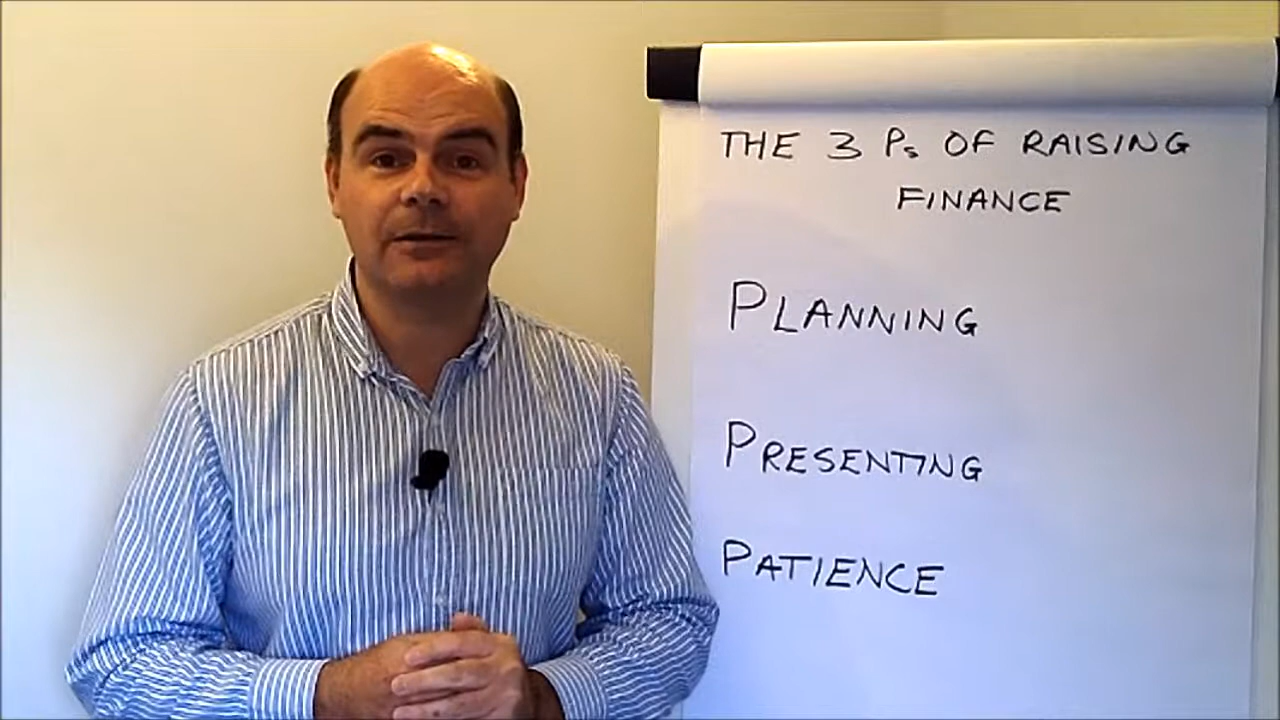 THE 3 Ps OF RAISING
FINANCE
PLANNING
PRESENTING
PATIENCE